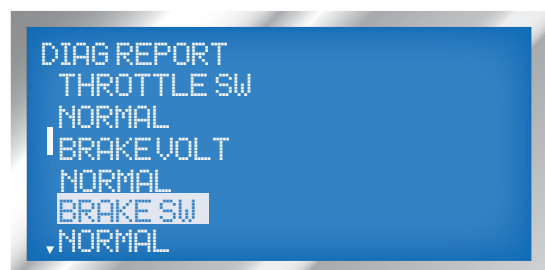 DIAG REPORT
THROTTLE SW
NORMAL
BRAKE VOLT
NORMAL
BRAKE SW
NORMAL